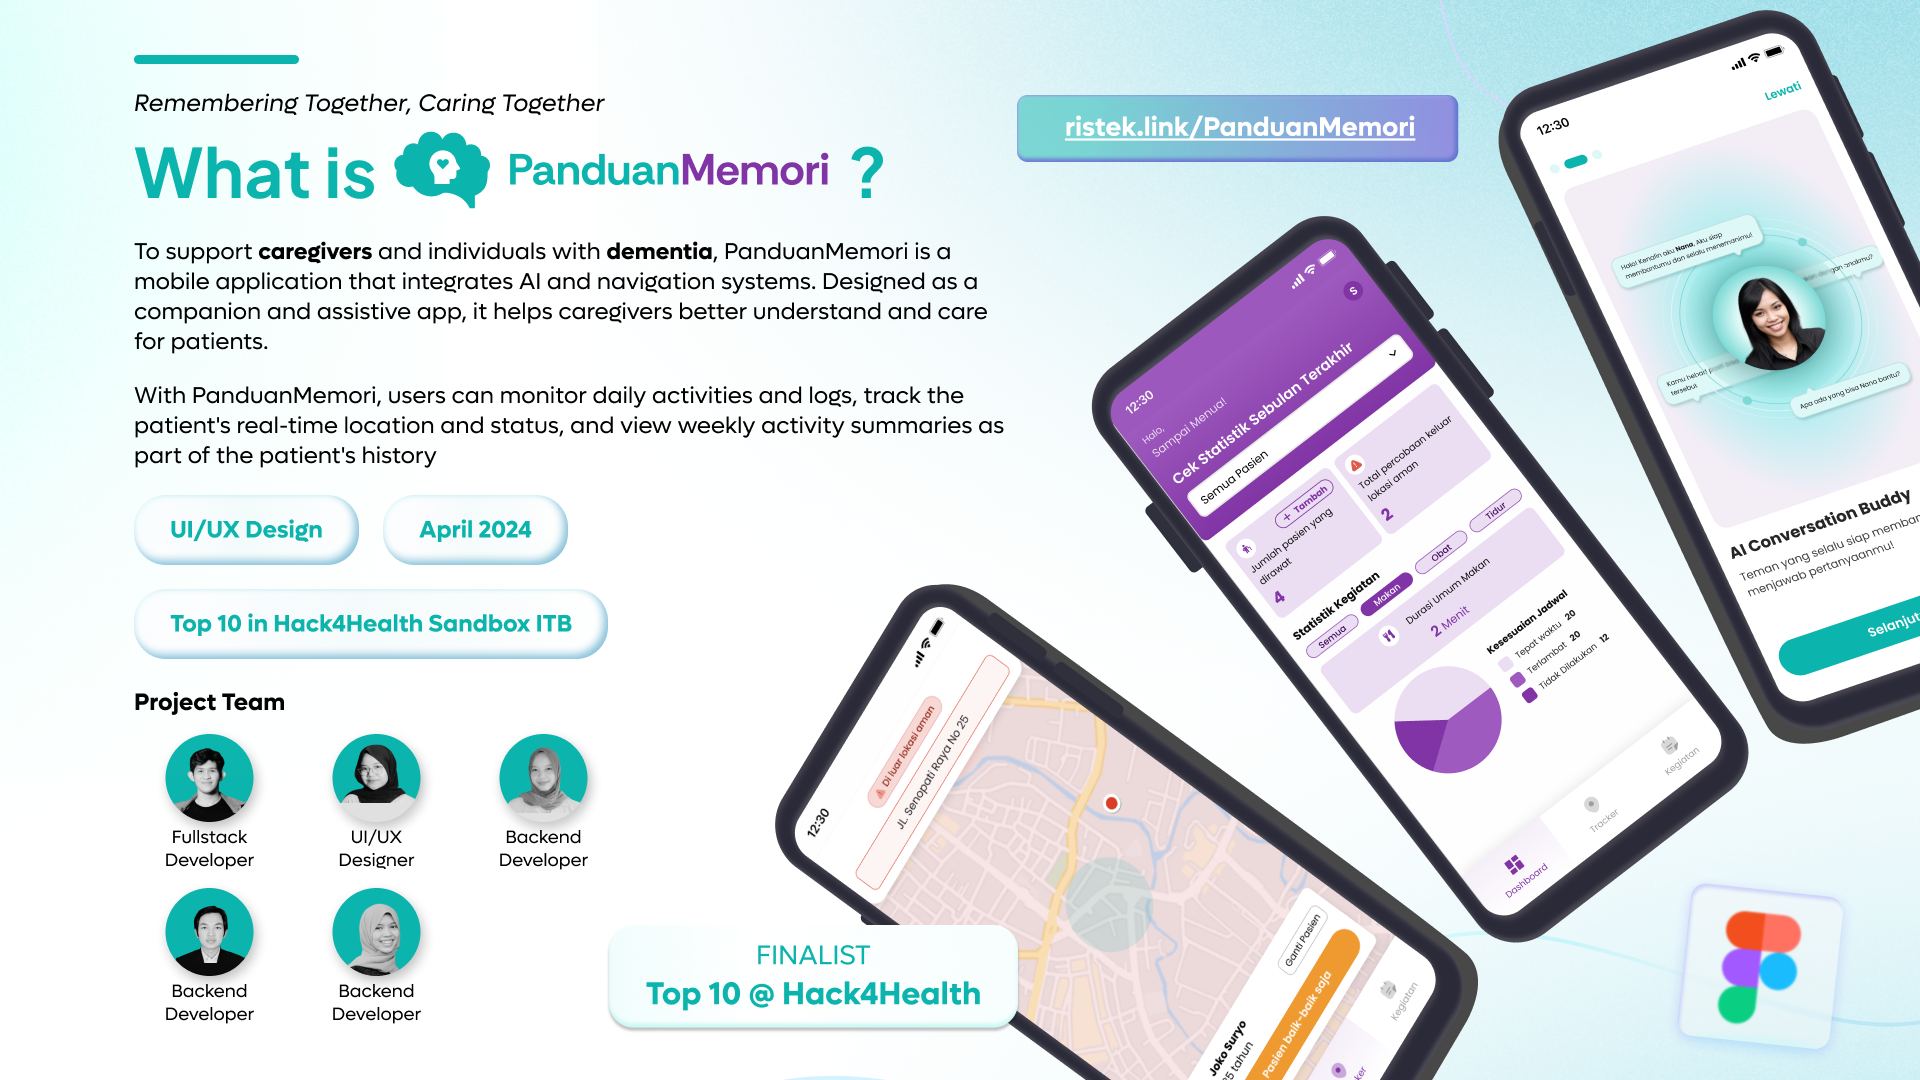 Remembering Together, Caring Together
What is PanduanMemori ?
To support caregivers and individuals with dementia, PanduanMemori is a
mobile application that integrates AI and navigation systems. Designed as a
companion and assistive app, it helps caregivers better understand and care
for patients.
With PanduanMemori, users can monitor daily activities and logs, track the
patient's real-time location and status, and view weekly activity summaries as
part of the patient's history
UI/UX Design
April 2024
Top 10 in Hack4Health Sandbox ITB
Project Team
Fullstack
Developer
UI/UX
Designer
Backend
Developer
Backend
Developer
Backend
Developer
FINALIST
Top 10 @ Hack4Health
ristek.link/PanduanMemori
12:30
Di luar lokasi aman
JL. Senopati Raya No 25
Ganti Pasien
Joko Suryo
tahun
Pasien baik-baik saja
Kegiatan
12:30
S
Halo,
Sampai Menua!
Cek Statistik Sebulan Terakhir
Semua Pasien
+ Tambah
Jumlah pasien yang
dirawat
4
Total percobaan keluar
lokasi aman
2
Statistik Kegiatan
Semua
Makan
Obat
Tidur
Durasi Umum Makan
2 Menit
Kesesuaian Jadwal
Tepat waktu 20
Terlambat 20
Tidak Dilakukan 12
Dashboard
Tracker
Kegiatan
12:30
Lewati
Halo! Kenalin aku Nana, Aku siap
membantumu dan selalu menemanimu!
Kamu hebat!
tersebut
Apa ada yang bisa Nana bantu?
AI Conversation Buddy
Teman yang selalu siap
menjawab pertanyaanmu!